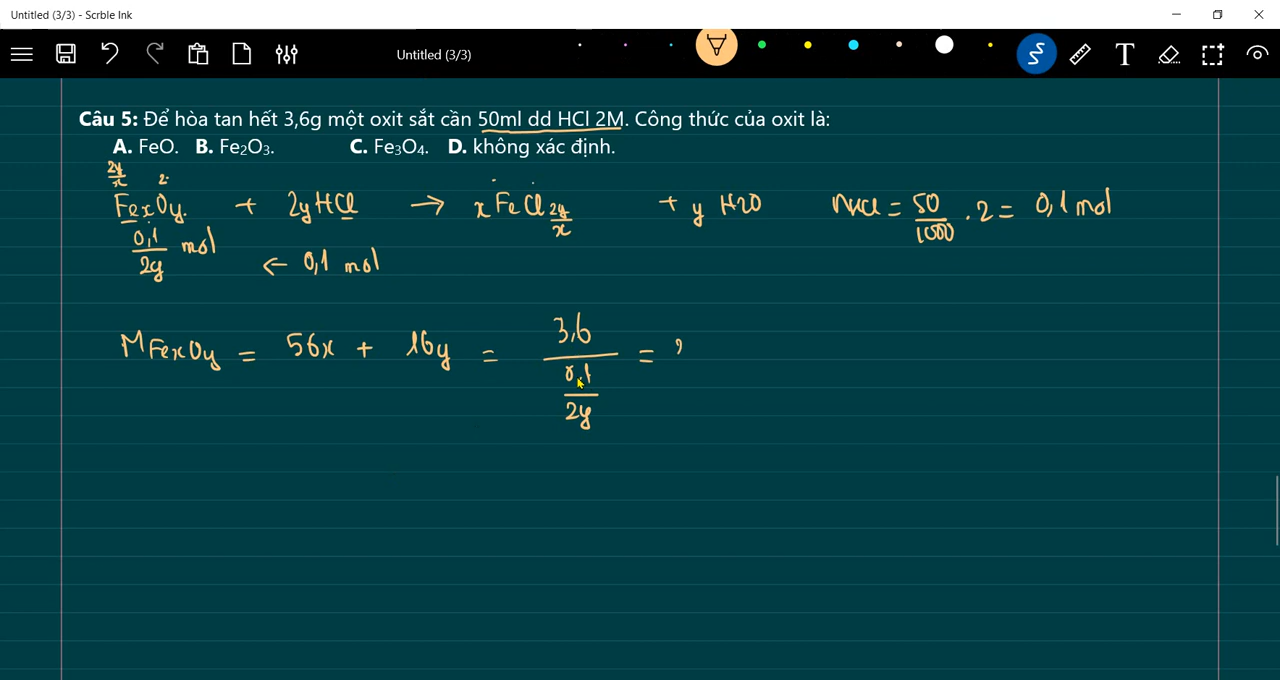 Untitled (3/3) - Scrble Ink
Untitled (3/3)
T
Câu 5: Để hòa tan hết 3,6g một oxit sắt cần 50ml dd HCl 2M. Công thức của oxit là:
A. FeO. B. Fe₂O₃. C. Fe₃O₄. D. không xác định.
2y/x 2-
FexOy + 2yHCl → xFeCl2y/x + y H2O nHCl = 50/1000 . 2 = 0,1 mol
0,1/2y mol ← 0,1 mol
MFexOy = 56x + 16y = 3,6/(0,1/2y) =